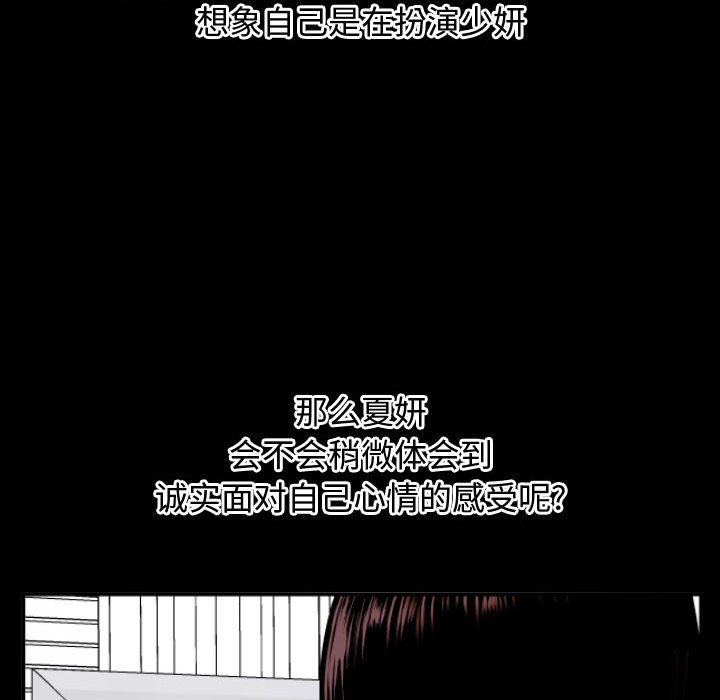 想象自己是在扮演少妍
那么夏妍
会不会稍微体会到
诚实面对自己心情的感受呢?